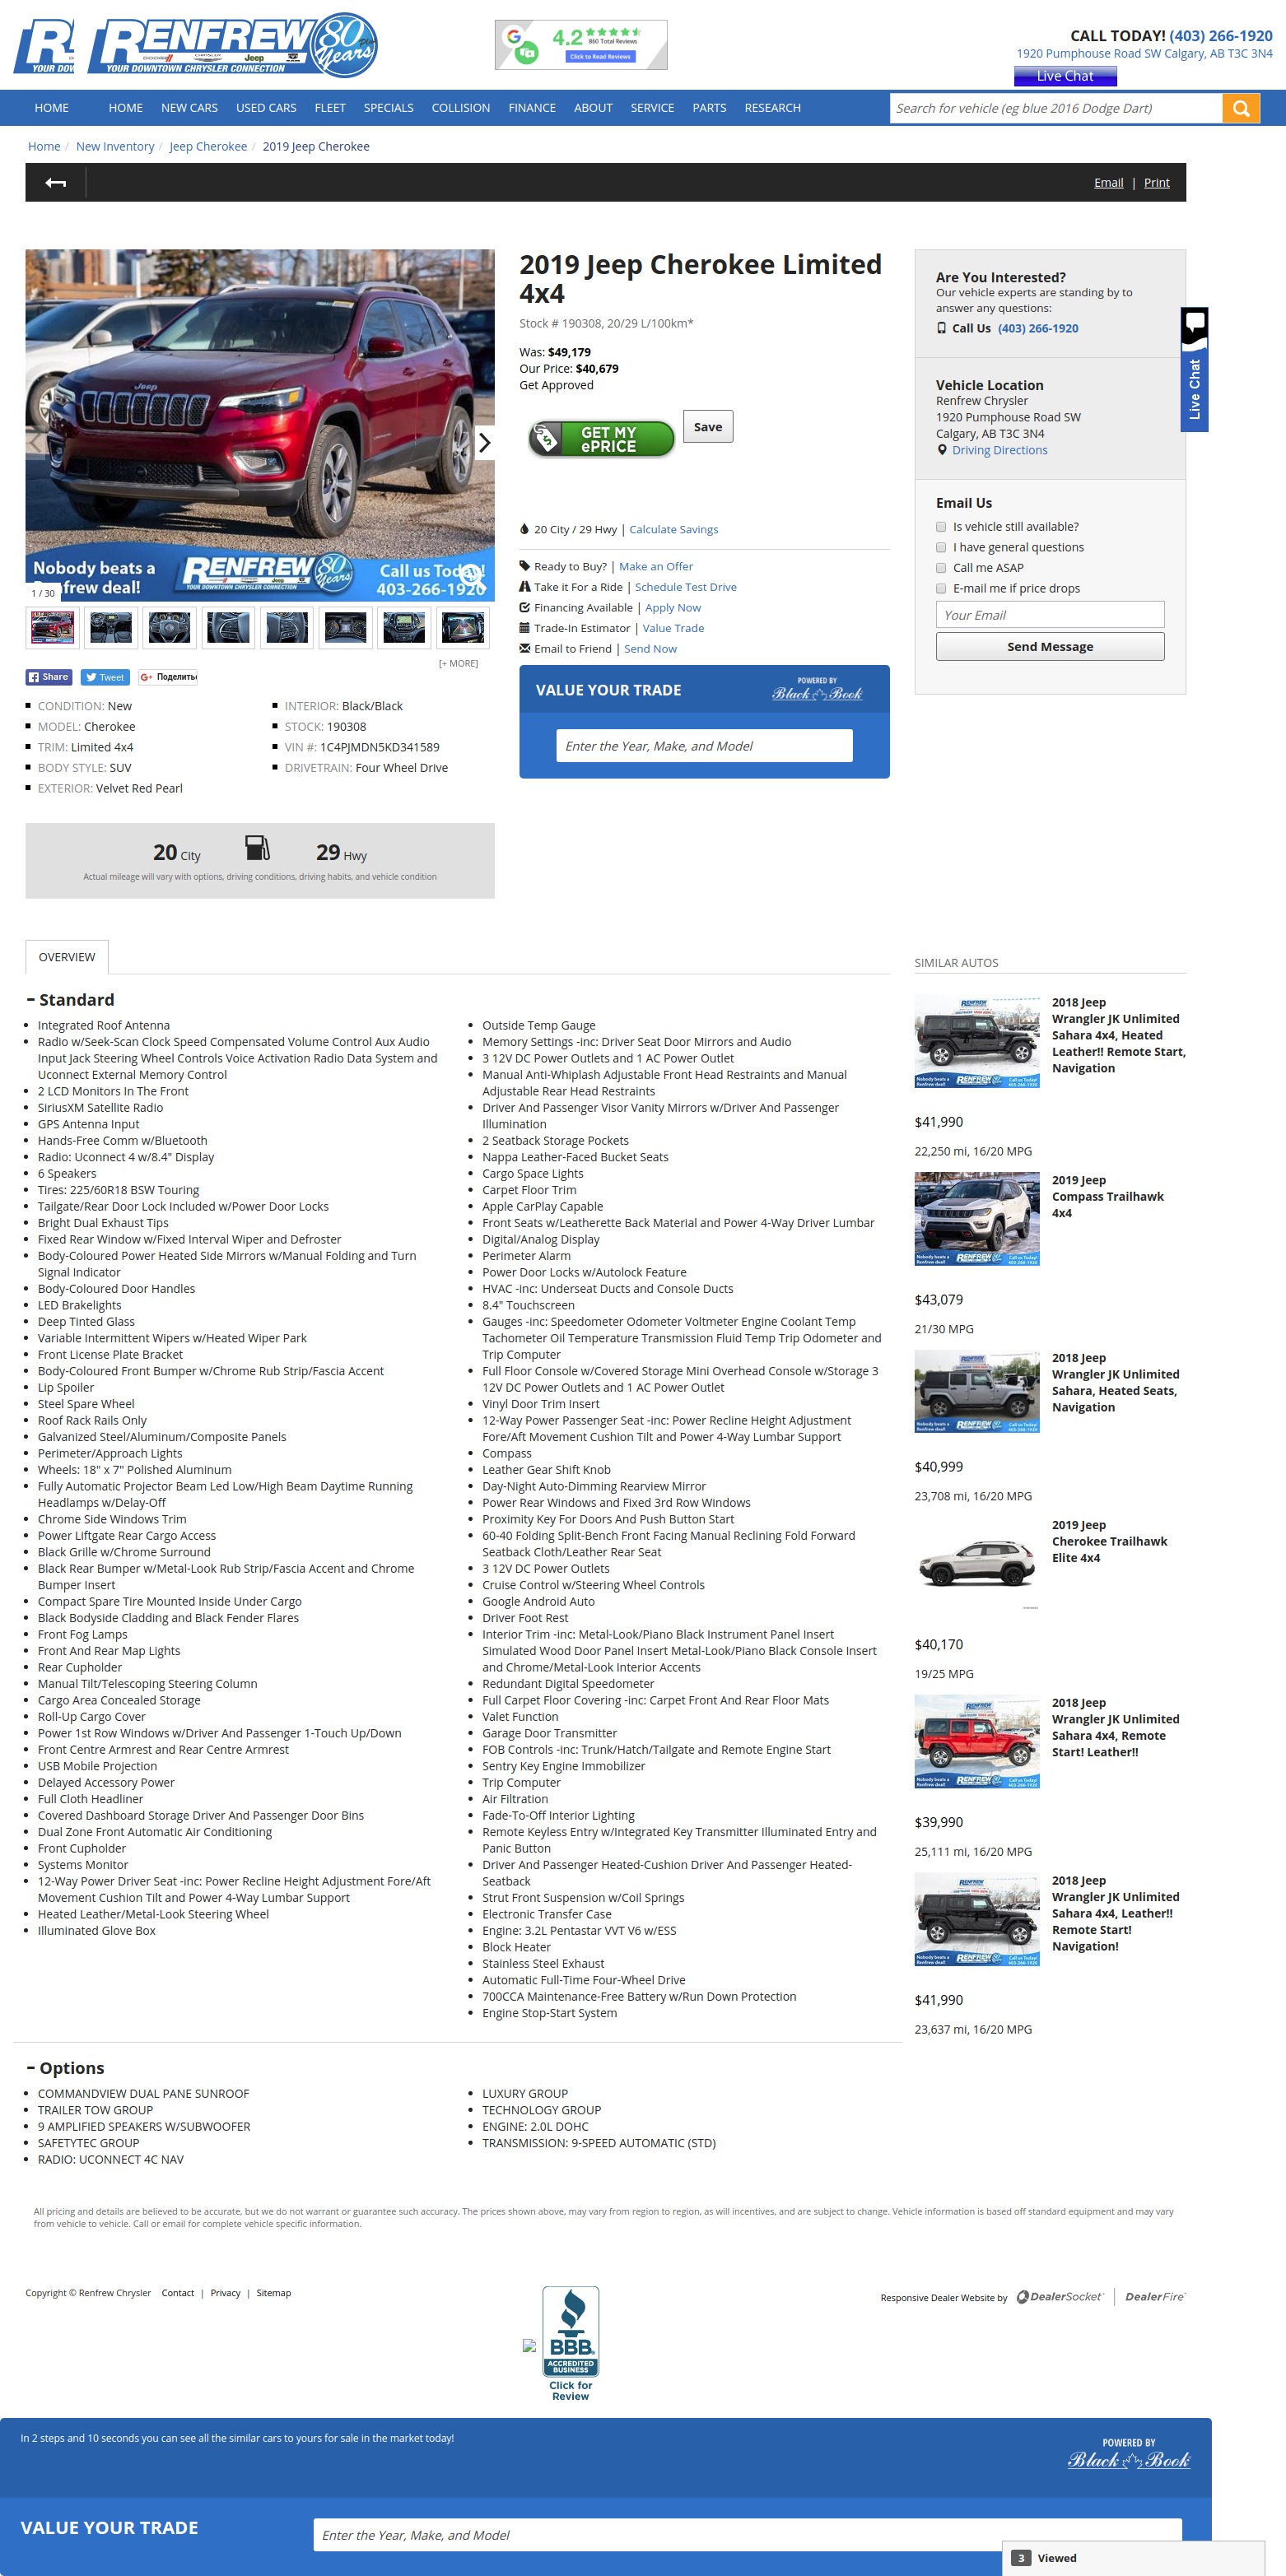 RENFREW
80 Years Plus
YOUR DOWNTOWN CHRYSLER CONNECTION
4.2
860 Total Reviews
Click to Read Reviews
CALL TODAY! (403) 266-1920
1920 Pumphouse Road SW Calgary, AB T3C 3N4
Live Chat
HOME HOME NEW CARS USED CARS FLEET SPECIALS COLLISION FINANCE ABOUT SERVICE PARTS RESEARCH
Search for vehicle (eg blue 2016 Dodge Dart)
Home / New Inventory / Jeep Cherokee / 2019 Jeep Cherokee
Email | Print
Jeep
Nobody beats a
Renfrew deal!
RENFREW 80 Years
Call us Today!
403-266-1920
1 / 30
[+ MORE]
Share
Tweet
G+ Поделиться
CONDITION: New
MODEL: Cherokee
TRIM: Limited 4x4
BODY STYLE: SUV
EXTERIOR: Velvet Red Pearl
INTERIOR: Black/Black
STOCK: 190308
VIN #: 1C4PJMDN5KD341589
DRIVETRAIN: Four Wheel Drive
20 City
29 Hwy
Actual mileage will vary with options, driving conditions, driving habits, and vehicle condition
2019 Jeep Cherokee Limited
4x4
Stock # 190308, 20/29 L/100km*
Was: $49,179
Our Price: $40,679
Get Approved
GET MY
ePRICE
Save
20 City / 29 Hwy | Calculate Savings
Ready to Buy? | Make an Offer
Take it For a Ride | Schedule Test Drive
Financing Available | Apply Now
Trade-In Estimator | Value Trade
Email to Friend | Send Now
VALUE YOUR TRADE
POWERED BY
Black Book
Enter the Year, Make, and Model
Are You Interested?
Our vehicle experts are standing by to
answer any questions:
Call Us (403) 266-1920
Vehicle Location
Renfrew Chrysler
1920 Pumphouse Road SW
Calgary, AB T3C 3N4
Driving Directions
Email Us
Is vehicle still available?
I have general questions
Call me ASAP
E-mail me if price drops
Your Email
Send Message
Live Chat
OVERVIEW
Standard
Integrated Roof Antenna
Radio w/Seek-Scan Clock Speed Compensated Volume Control Aux Audio
Input Jack Steering Wheel Controls Voice Activation Radio Data System and
Uconnect External Memory Control
2 LCD Monitors In The Front
SiriusXM Satellite Radio
GPS Antenna Input
Hands-Free Comm w/Bluetooth
Radio: Uconnect 4 w/8.4" Display
6 Speakers
Tires: 225/60R18 BSW Touring
Tailgate/Rear Door Lock Included w/Power Door Locks
Bright Dual Exhaust Tips
Fixed Rear Window w/Fixed Interval Wiper and Defroster
Body-Coloured Power Heated Side Mirrors w/Manual Folding and Turn
Signal Indicator
Body-Coloured Door Handles
LED Brakelights
Deep Tinted Glass
Variable Intermittent Wipers w/Heated Wiper Park
Front License Plate Bracket
Body-Coloured Front Bumper w/Chrome Rub Strip/Fascia Accent
Lip Spoiler
Steel Spare Wheel
Roof Rack Rails Only
Galvanized Steel/Aluminum/Composite Panels
Perimeter/Approach Lights
Wheels: 18" x 7" Polished Aluminum
Fully Automatic Projector Beam Led Low/High Beam Daytime Running
Headlamps w/Delay-Off
Chrome Side Windows Trim
Power Liftgate Rear Cargo Access
Black Grille w/Chrome Surround
Black Rear Bumper w/Metal-Look Rub Strip/Fascia Accent and Chrome
Bumper Insert
Compact Spare Tire Mounted Inside Under Cargo
Black Bodyside Cladding and Black Fender Flares
Front Fog Lamps
Front And Rear Map Lights
Rear Cupholder
Manual Tilt/Telescoping Steering Column
Cargo Area Concealed Storage
Roll-Up Cargo Cover
Power 1st Row Windows w/Driver And Passenger 1-Touch Up/Down
Front Centre Armrest and Rear Centre Armrest
USB Mobile Projection
Delayed Accessory Power
Full Cloth Headliner
Covered Dashboard Storage Driver And Passenger Door Bins
Dual Zone Front Automatic Air Conditioning
Front Cupholder
Systems Monitor
12-Way Power Driver Seat -inc: Power Recline Height Adjustment Fore/Aft
Movement Cushion Tilt and Power 4-Way Lumbar Support
Heated Leather/Metal-Look Steering Wheel
Illuminated Glove Box
Outside Temp Gauge
Memory Settings -inc: Driver Seat Door Mirrors and Audio
3 12V DC Power Outlets and 1 AC Power Outlet
Manual Anti-Whiplash Adjustable Front Head Restraints and Manual
Adjustable Rear Head Restraints
Driver And Passenger Visor Vanity Mirrors w/Driver And Passenger
Illumination
2 Seatback Storage Pockets
Nappa Leather-Faced Bucket Seats
Cargo Space Lights
Carpet Floor Trim
Apple CarPlay Capable
Front Seats w/Leatherette Back Material and Power 4-Way Driver Lumbar
Digital/Analog Display
Perimeter Alarm
Power Door Locks w/Autolock Feature
HVAC -inc: Underseat Ducts and Console Ducts
8.4" Touchscreen
Gauges -inc: Speedometer Odometer Voltmeter Engine Coolant Temp
Tachometer Oil Temperature Transmission Fluid Temp Trip Odometer and
Trip Computer
Full Floor Console w/Covered Storage Mini Overhead Console w/Storage 3
12V DC Power Outlets and 1 AC Power Outlet
Vinyl Door Trim Insert
12-Way Power Passenger Seat -inc: Power Recline Height Adjustment
Fore/Aft Movement Cushion Tilt and Power 4-Way Lumbar Support
Compass
Leather Gear Shift Knob
Day-Night Auto-Dimming Rearview Mirror
Power Rear Windows and Fixed 3rd Row Windows
Proximity Key For Doors And Push Button Start
60-40 Folding Split-Bench Front Facing Manual Reclining Fold Forward
Seatback Cloth/Leather Rear Seat
3 12V DC Power Outlets
Cruise Control w/Steering Wheel Controls
Google Android Auto
Driver Foot Rest
Interior Trim -inc: Metal-Look/Piano Black Instrument Panel Insert
Simulated Wood Door Panel Insert Metal-Look/Piano Black Console Insert
and Chrome/Metal-Look Interior Accents
Redundant Digital Speedometer
Full Carpet Floor Covering -inc: Carpet Front And Rear Floor Mats
Valet Function
Garage Door Transmitter
FOB Controls -inc: Trunk/Hatch/Tailgate and Remote Engine Start
Sentry Key Engine Immobilizer
Trip Computer
Air Filtration
Fade-To-Off Interior Lighting
Remote Keyless Entry w/Integrated Key Transmitter Illuminated Entry and
Panic Button
Driver And Passenger Heated-Cushion Driver And Passenger Heated-
Seatback
Strut Front Suspension w/Coil Springs
Electronic Transfer Case
Engine: 3.2L Pentastar VVT V6 w/ESS
Block Heater
Stainless Steel Exhaust
Automatic Full-Time Four-Wheel Drive
700CCA Maintenance-Free Battery w/Run Down Protection
Engine Stop-Start System
SIMILAR AUTOS
2018 Jeep
Wrangler JK Unlimited
Sahara 4x4, Heated
Leather!! Remote Start,
Navigation
$41,990
22,250 mi, 16/20 MPG
2019 Jeep
Compass Trailhawk
4x4
$43,079
21/30 MPG
2018 Jeep
Wrangler JK Unlimited
Sahara, Heated Seats,
Navigation
$40,999
23,708 mi, 16/20 MPG
2019 Jeep
Cherokee Trailhawk
Elite 4x4
$40,170
19/25 MPG
2018 Jeep
Wrangler JK Unlimited
Sahara 4x4, Remote
Start! Leather!!
$39,990
25,111 mi, 16/20 MPG
2018 Jeep
Wrangler JK Unlimited
Sahara 4x4, Leather!!
Remote Start!
Navigation!
$41,990
23,637 mi, 16/20 MPG
Options
COMMANDVIEW DUAL PANE SUNROOF
TRAILER TOW GROUP
9 AMPLIFIED SPEAKERS W/SUBWOOFER
SAFETYTEC GROUP
RADIO: UCONNECT 4C NAV
LUXURY GROUP
TECHNOLOGY GROUP
ENGINE: 2.0L DOHC
TRANSMISSION: 9-SPEED AUTOMATIC (STD)
All pricing and details are believed to be accurate, but we do not warrant or guarantee such accuracy. The prices shown above, may vary from region to region, as will incentives, and are subject to change. Vehicle information is based off standard equipment and may vary
from vehicle to vehicle. Call or email for complete vehicle specific information.
Copyright © Renfrew Chrysler Contact | Privacy | Sitemap
BBB
ACCREDITED
BUSINESS
Click for
Review
Responsive Dealer Website by DealerSocket | DealerFire
In 2 steps and 10 seconds you can see all the similar cars to yours for sale in the market today!
POWERED BY
Black Book
VALUE YOUR TRADE
Enter the Year, Make, and Model
3 Viewed